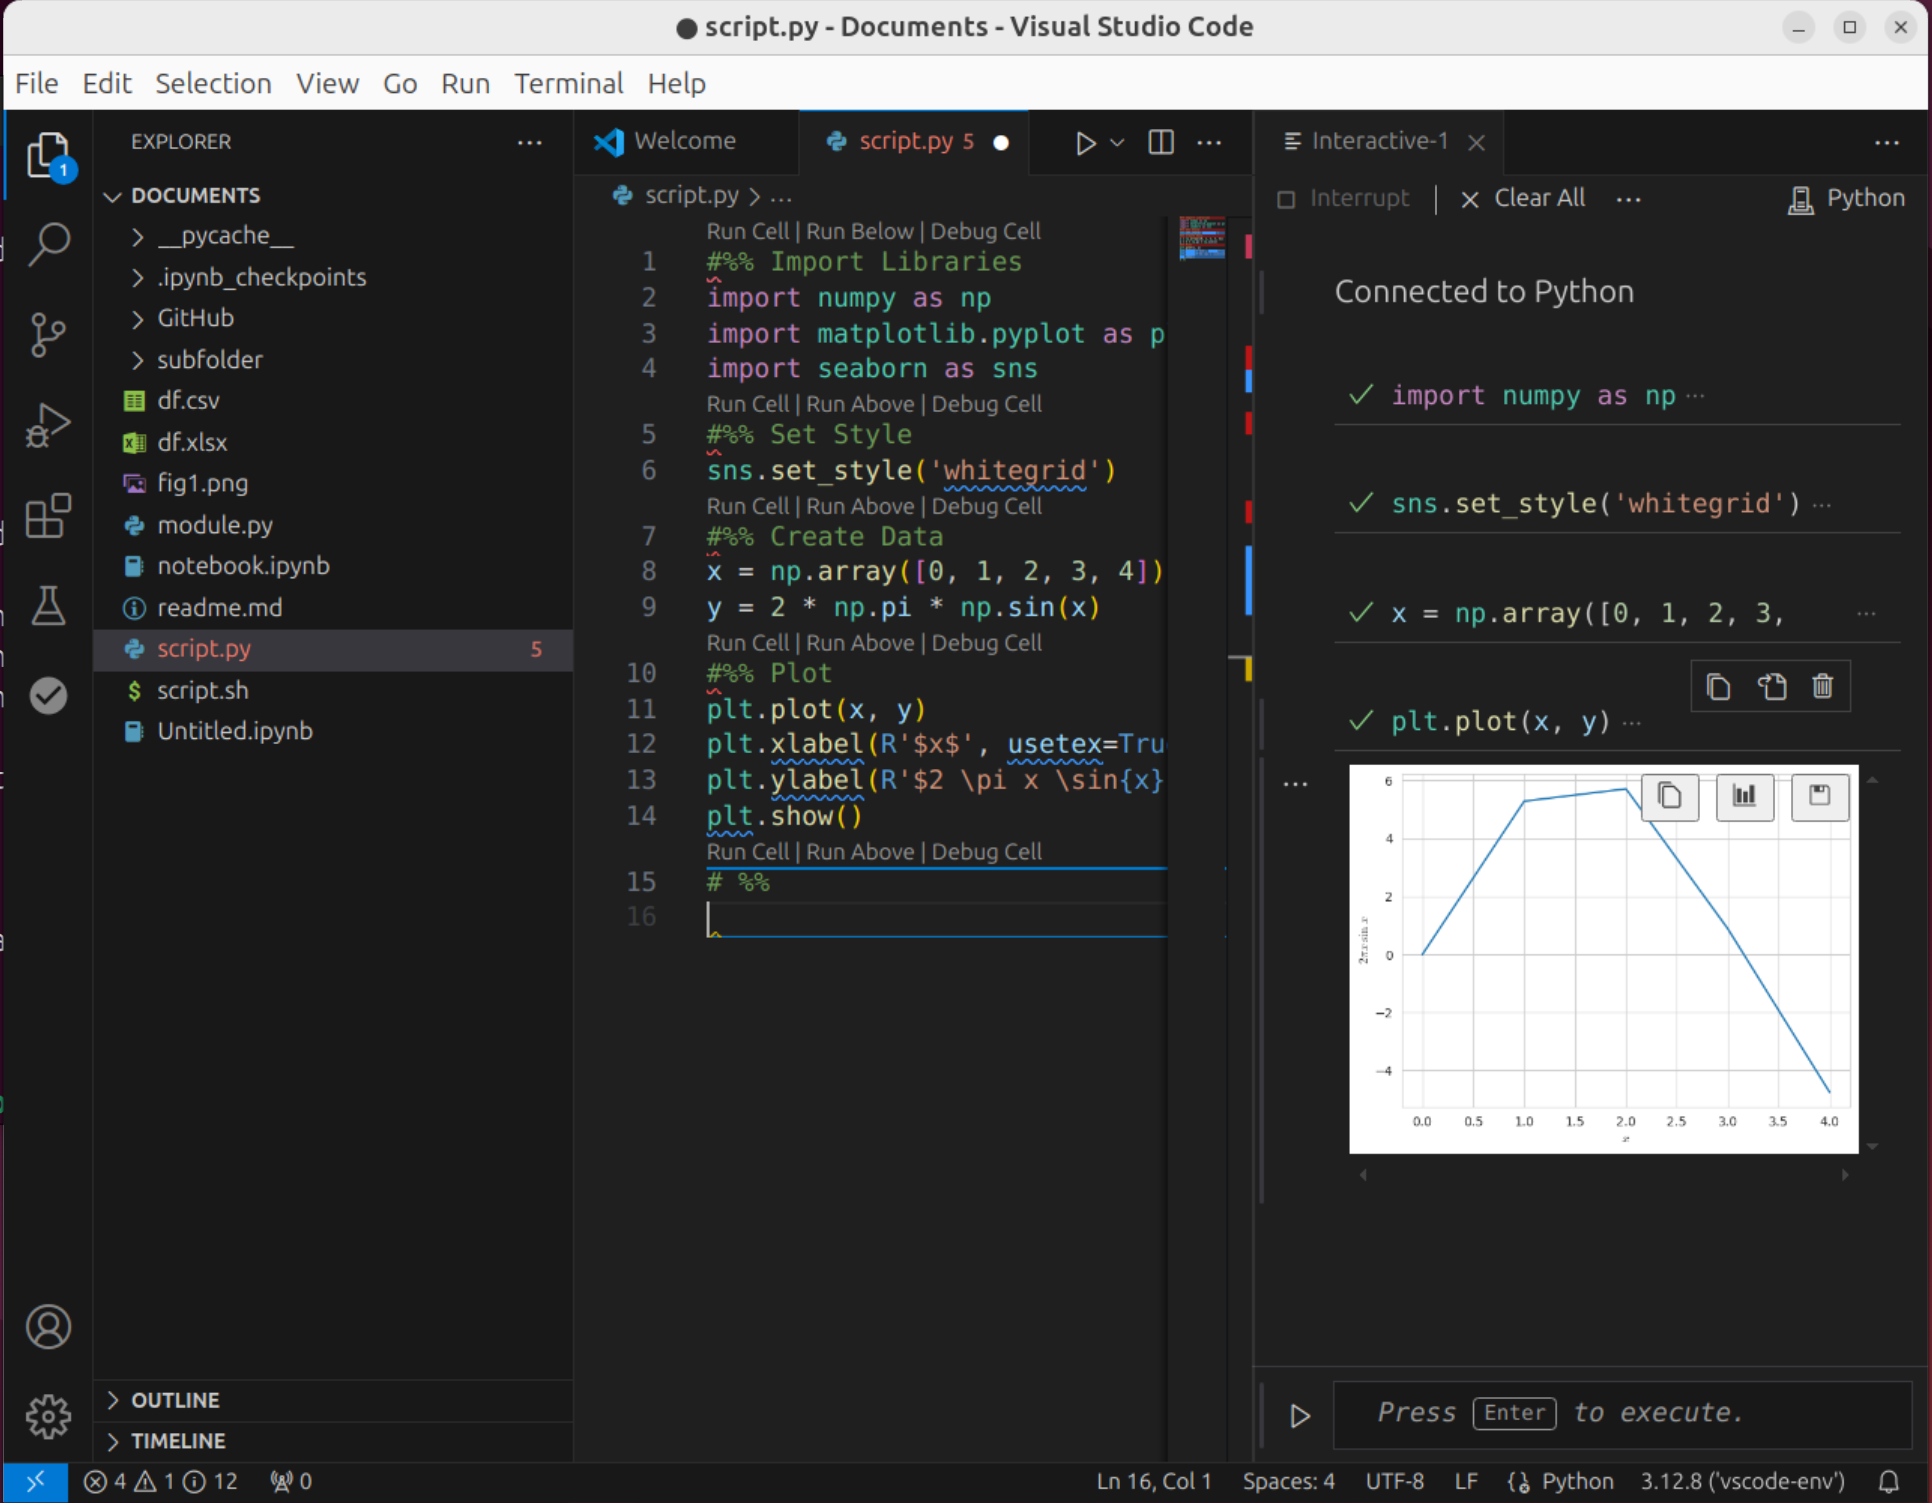 script.py - Documents - Visual Studio Code
File Edit Selection View Go Run Terminal Help
EXPLORER
DOCUMENTS
__pycache__
.ipynb_checkpoints
GitHub
subfolder
df.csv
df.xlsx
fig1.png
module.py
notebook.ipynb
readme.md
script.py 5
script.sh
Untitled.ipynb
OUTLINE
TIMELINE
1
Welcome
script.py 5
script.py > ...
Run Cell | Run Below | Debug Cell
1 #%% Import Libraries
2 import numpy as np
3 import matplotlib.pyplot as p
4 import seaborn as sns
Run Cell | Run Above | Debug Cell
5 #%% Set Style
6 sns.set_style('whitegrid')
Run Cell | Run Above | Debug Cell
7 #%% Create Data
8 x = np.array([0, 1, 2, 3, 4])
9 y = 2 * np.pi * np.sin(x)
Run Cell | Run Above | Debug Cell
10 #%% Plot
11 plt.plot(x, y)
12 plt.xlabel(R'$x$', usetex=Tru
13 plt.ylabel(R'$2 \pi x \sin{x}
14 plt.show()
Run Cell | Run Above | Debug Cell
15 # %%
16
Interactive-1
Interrupt | Clear All ... Python
Connected to Python
import numpy as np ...
sns.set_style('whitegrid') ...
x = np.array([0, 1, 2, 3, ...
plt.plot(x, y) ...
6
4
2
0
−2
−4
2π x sin x
0.0 0.5 1.0 1.5 2.0 2.5 3.0 3.5 4.0
x
Press Enter to execute.
4 1 12 0
Ln 16, Col 1 Spaces: 4 UTF-8 LF Python 3.12.8 ('vscode-env')